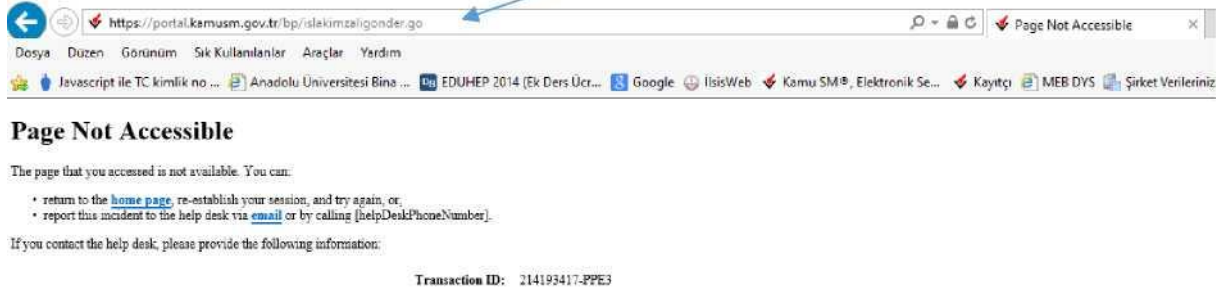 https://portal.kamusm.gov.tr/bp/islakimzaligonder.go
Page Not Accessible
Dosya Düzen Görünüm Sık Kullanılanlar Araçlar Yardım
Javascript ile TC kimlik no ... Anadolu Üniversitesi Bina ... EDUHEP 2014 (Ek Ders Ücr... Google IlsisWeb Kamu SM®, Elektronik Se... Kayıtçı MEB DYS Şirket Verileriniz
Page Not Accessible
The page that you accessed is not available. You can:
• return to the home page, re-establish your session, and try again, or;
• report this incident to the help desk via email or by calling [helpDeskPhoneNumber].
If you contact the help desk, please provide the following information:
Transaction ID: 214193417-PPE3